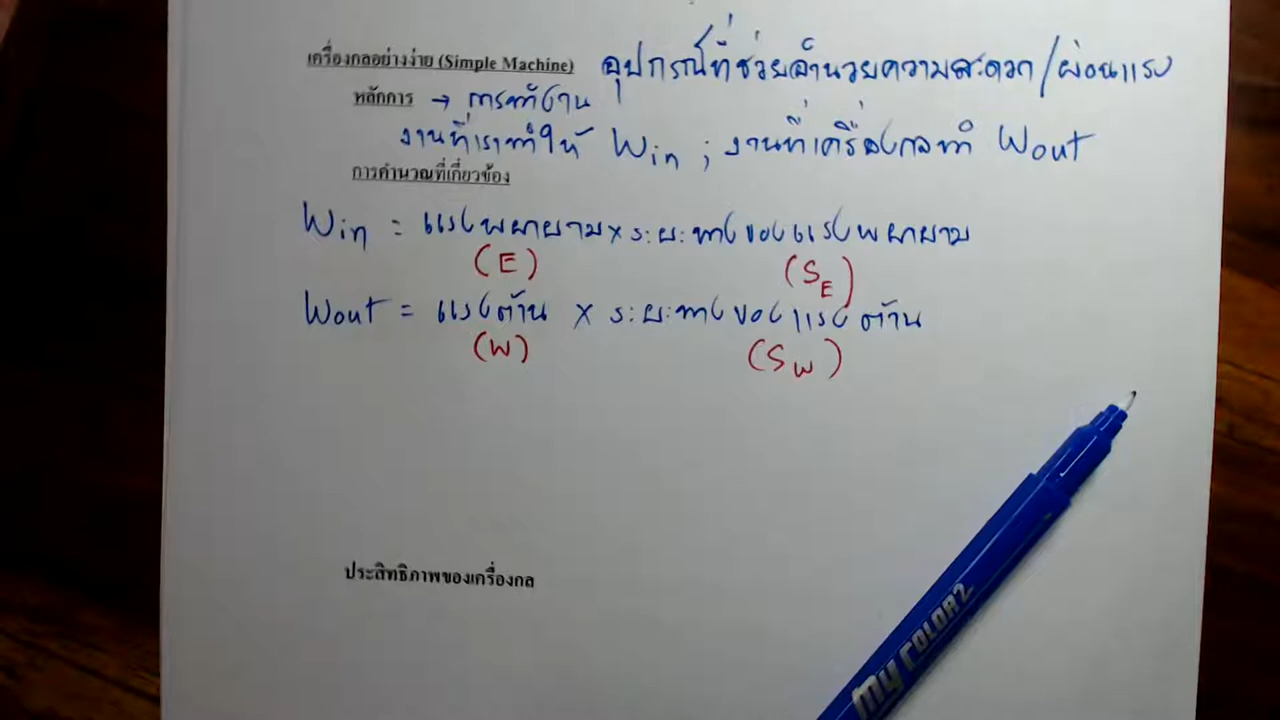 เครื่องกลอย่างง่าย (Simple Machine) อุปกรณ์ที่ช่วยอำนวยความสะดวก/ผ่อนแรง
หลักการ → การทำงาน
งานที่เราทำให้ Win ; งานที่เครื่องกลทำ Wout
การคำนวณที่เกี่ยวข้อง
Win = แรงพยายาม x ระยะทางของแรงพยายาม
(E) (SE)
Wout = แรงต้าน x ระยะทางของแรงต้าน
(W) (SW)
ประสิทธิภาพของเครื่องกล
MY COLOR 2